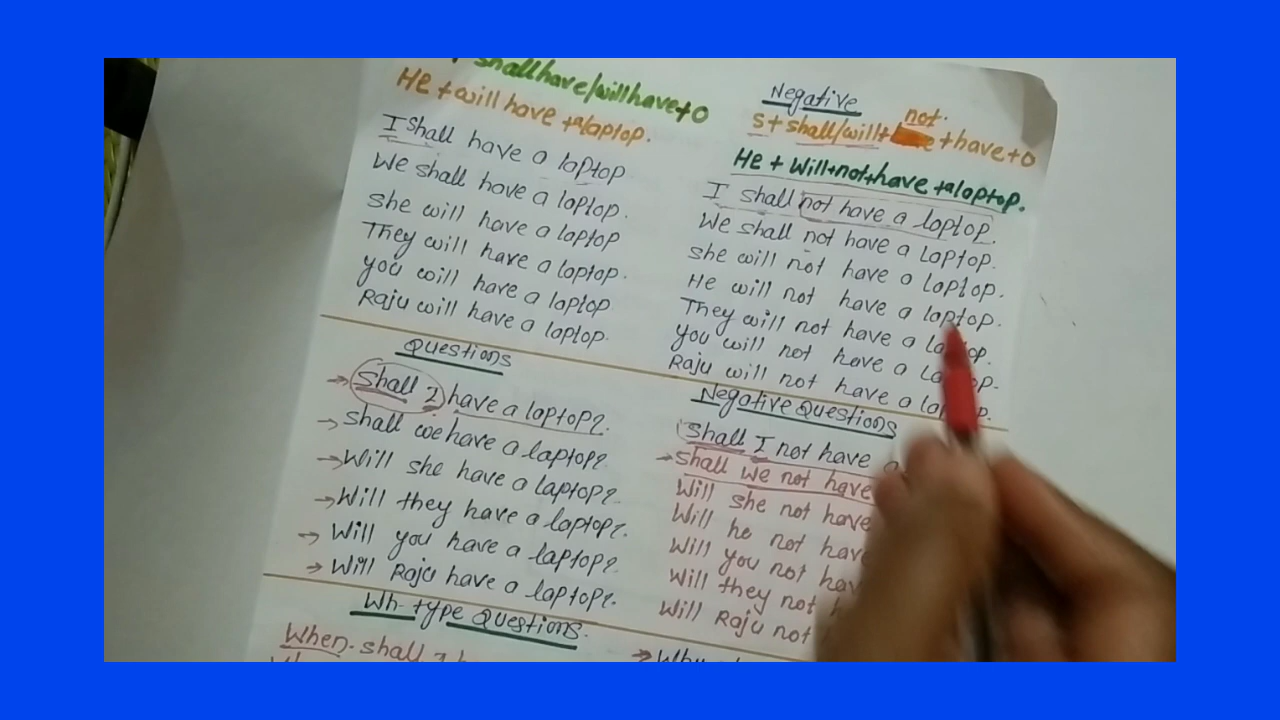 shall have/will have+O
He + will have +a laptop.
I shall have a laptop
We shall have a laptop.
she will have a laptop
They will have a laptop.
you will have a laptop
Raju will have a laptop.
Negative
not.
S+ shall/will+ +have+O
He + Will+not+have +a laptop.
I shall not have a laptop.
We shall not have a laptop.
she will not have a laptop.
He will not have a laptop.
They will not have a
you will not have a
Raju will not have a
Questions
Shall I have a laptop?
Shall we have a laptop?
Will she have a laptop?
Will they have a laptop?
Will you have a laptop?
Will Raju have a laptop?
Negative Questions
Shall I not have a
Shall we not have
Will she not have
Will he not have
Will you not have
Will they not
Will Raju not
Wh-type Questions.
When shall I